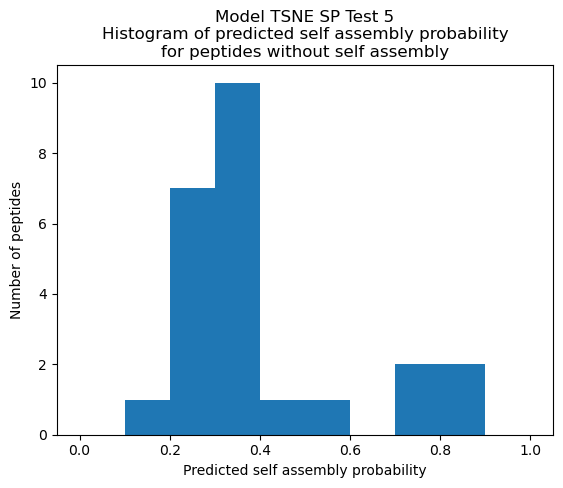 Model TSNE SP Test 5
Histogram of predicted self assembly probability
for peptides without self assembly
Number of peptides
10
8
6
4
2
0
0.0 0.2 0.4 0.6 0.8 1.0
Predicted self assembly probability